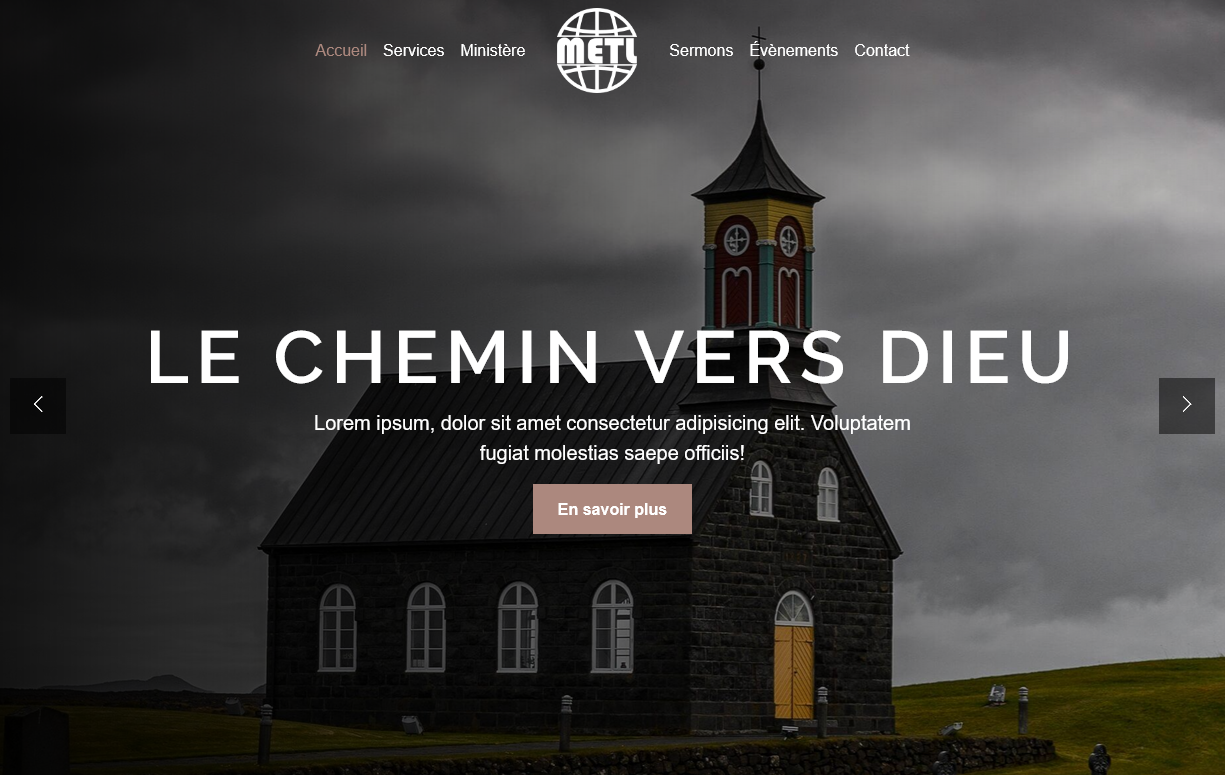 Accueil Services Ministère METL Sermons Évènements Contact
LE CHEMIN VERS DIEU
Lorem ipsum, dolor sit amet consectetur adipisicing elit. Voluptatem
fugiat molestias saepe officiis!
En savoir plus